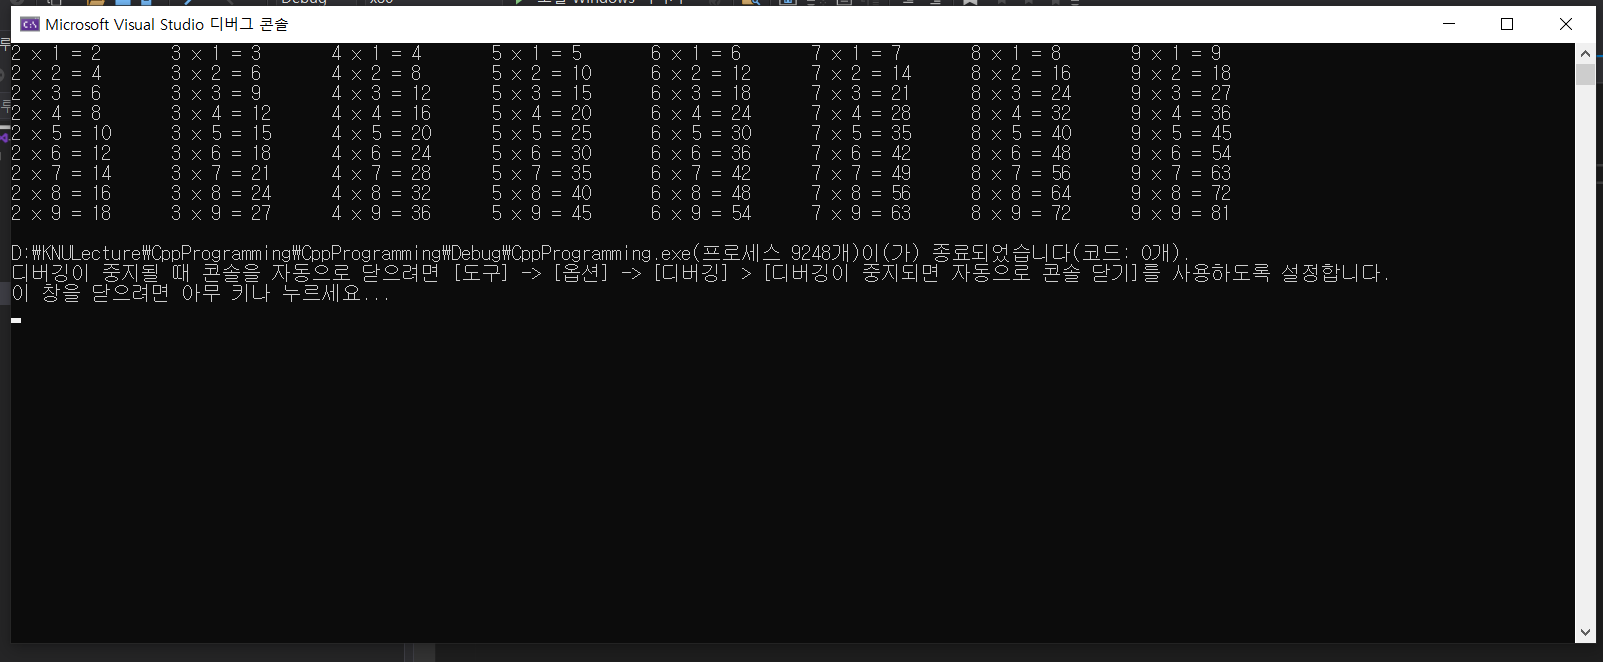 Debug
Microsoft Visual Studio 디버그 콘솔
2 x 1 = 2 3 x 1 = 3 4 x 1 = 4 5 x 1 = 5 6 x 1 = 6 7 x 1 = 7 8 x 1 = 8 9 x 1 = 9
2 x 2 = 4 3 x 2 = 6 4 x 2 = 8 5 x 2 = 10 6 x 2 = 12 7 x 2 = 14 8 x 2 = 16 9 x 2 = 18
2 x 3 = 6 3 x 3 = 9 4 x 3 = 12 5 x 3 = 15 6 x 3 = 18 7 x 3 = 21 8 x 3 = 24 9 x 3 = 27
2 x 4 = 8 3 x 4 = 12 4 x 4 = 16 5 x 4 = 20 6 x 4 = 24 7 x 4 = 28 8 x 4 = 32 9 x 4 = 36
2 x 5 = 10 3 x 5 = 15 4 x 5 = 20 5 x 5 = 25 6 x 5 = 30 7 x 5 = 35 8 x 5 = 40 9 x 5 = 45
2 x 6 = 12 3 x 6 = 18 4 x 6 = 24 5 x 6 = 30 6 x 6 = 36 7 x 6 = 42 8 x 6 = 48 9 x 6 = 54
2 x 7 = 14 3 x 7 = 21 4 x 7 = 28 5 x 7 = 35 6 x 7 = 42 7 x 7 = 49 8 x 7 = 56 9 x 7 = 63
2 x 8 = 16 3 x 8 = 24 4 x 8 = 32 5 x 8 = 40 6 x 8 = 48 7 x 8 = 56 8 x 8 = 64 9 x 8 = 72
2 x 9 = 18 3 x 9 = 27 4 x 9 = 36 5 x 9 = 45 6 x 9 = 54 7 x 9 = 63 8 x 9 = 72 9 x 9 = 81
D:₩KNULecture₩CppProgramming₩CppProgramming₩Debug₩CppProgramming.exe(프로세스 9248개)이(가) 종료되었습니다(코드: 0개).
디버깅이 중지될 때 콘솔을 자동으로 닫으려면 [도구] -> [옵션] -> [디버깅] > [디버깅이 중지되면 자동으로 콘솔 닫기]를 사용하도록 설정합니다.
이 창을 닫으려면 아무 키나 누르세요...